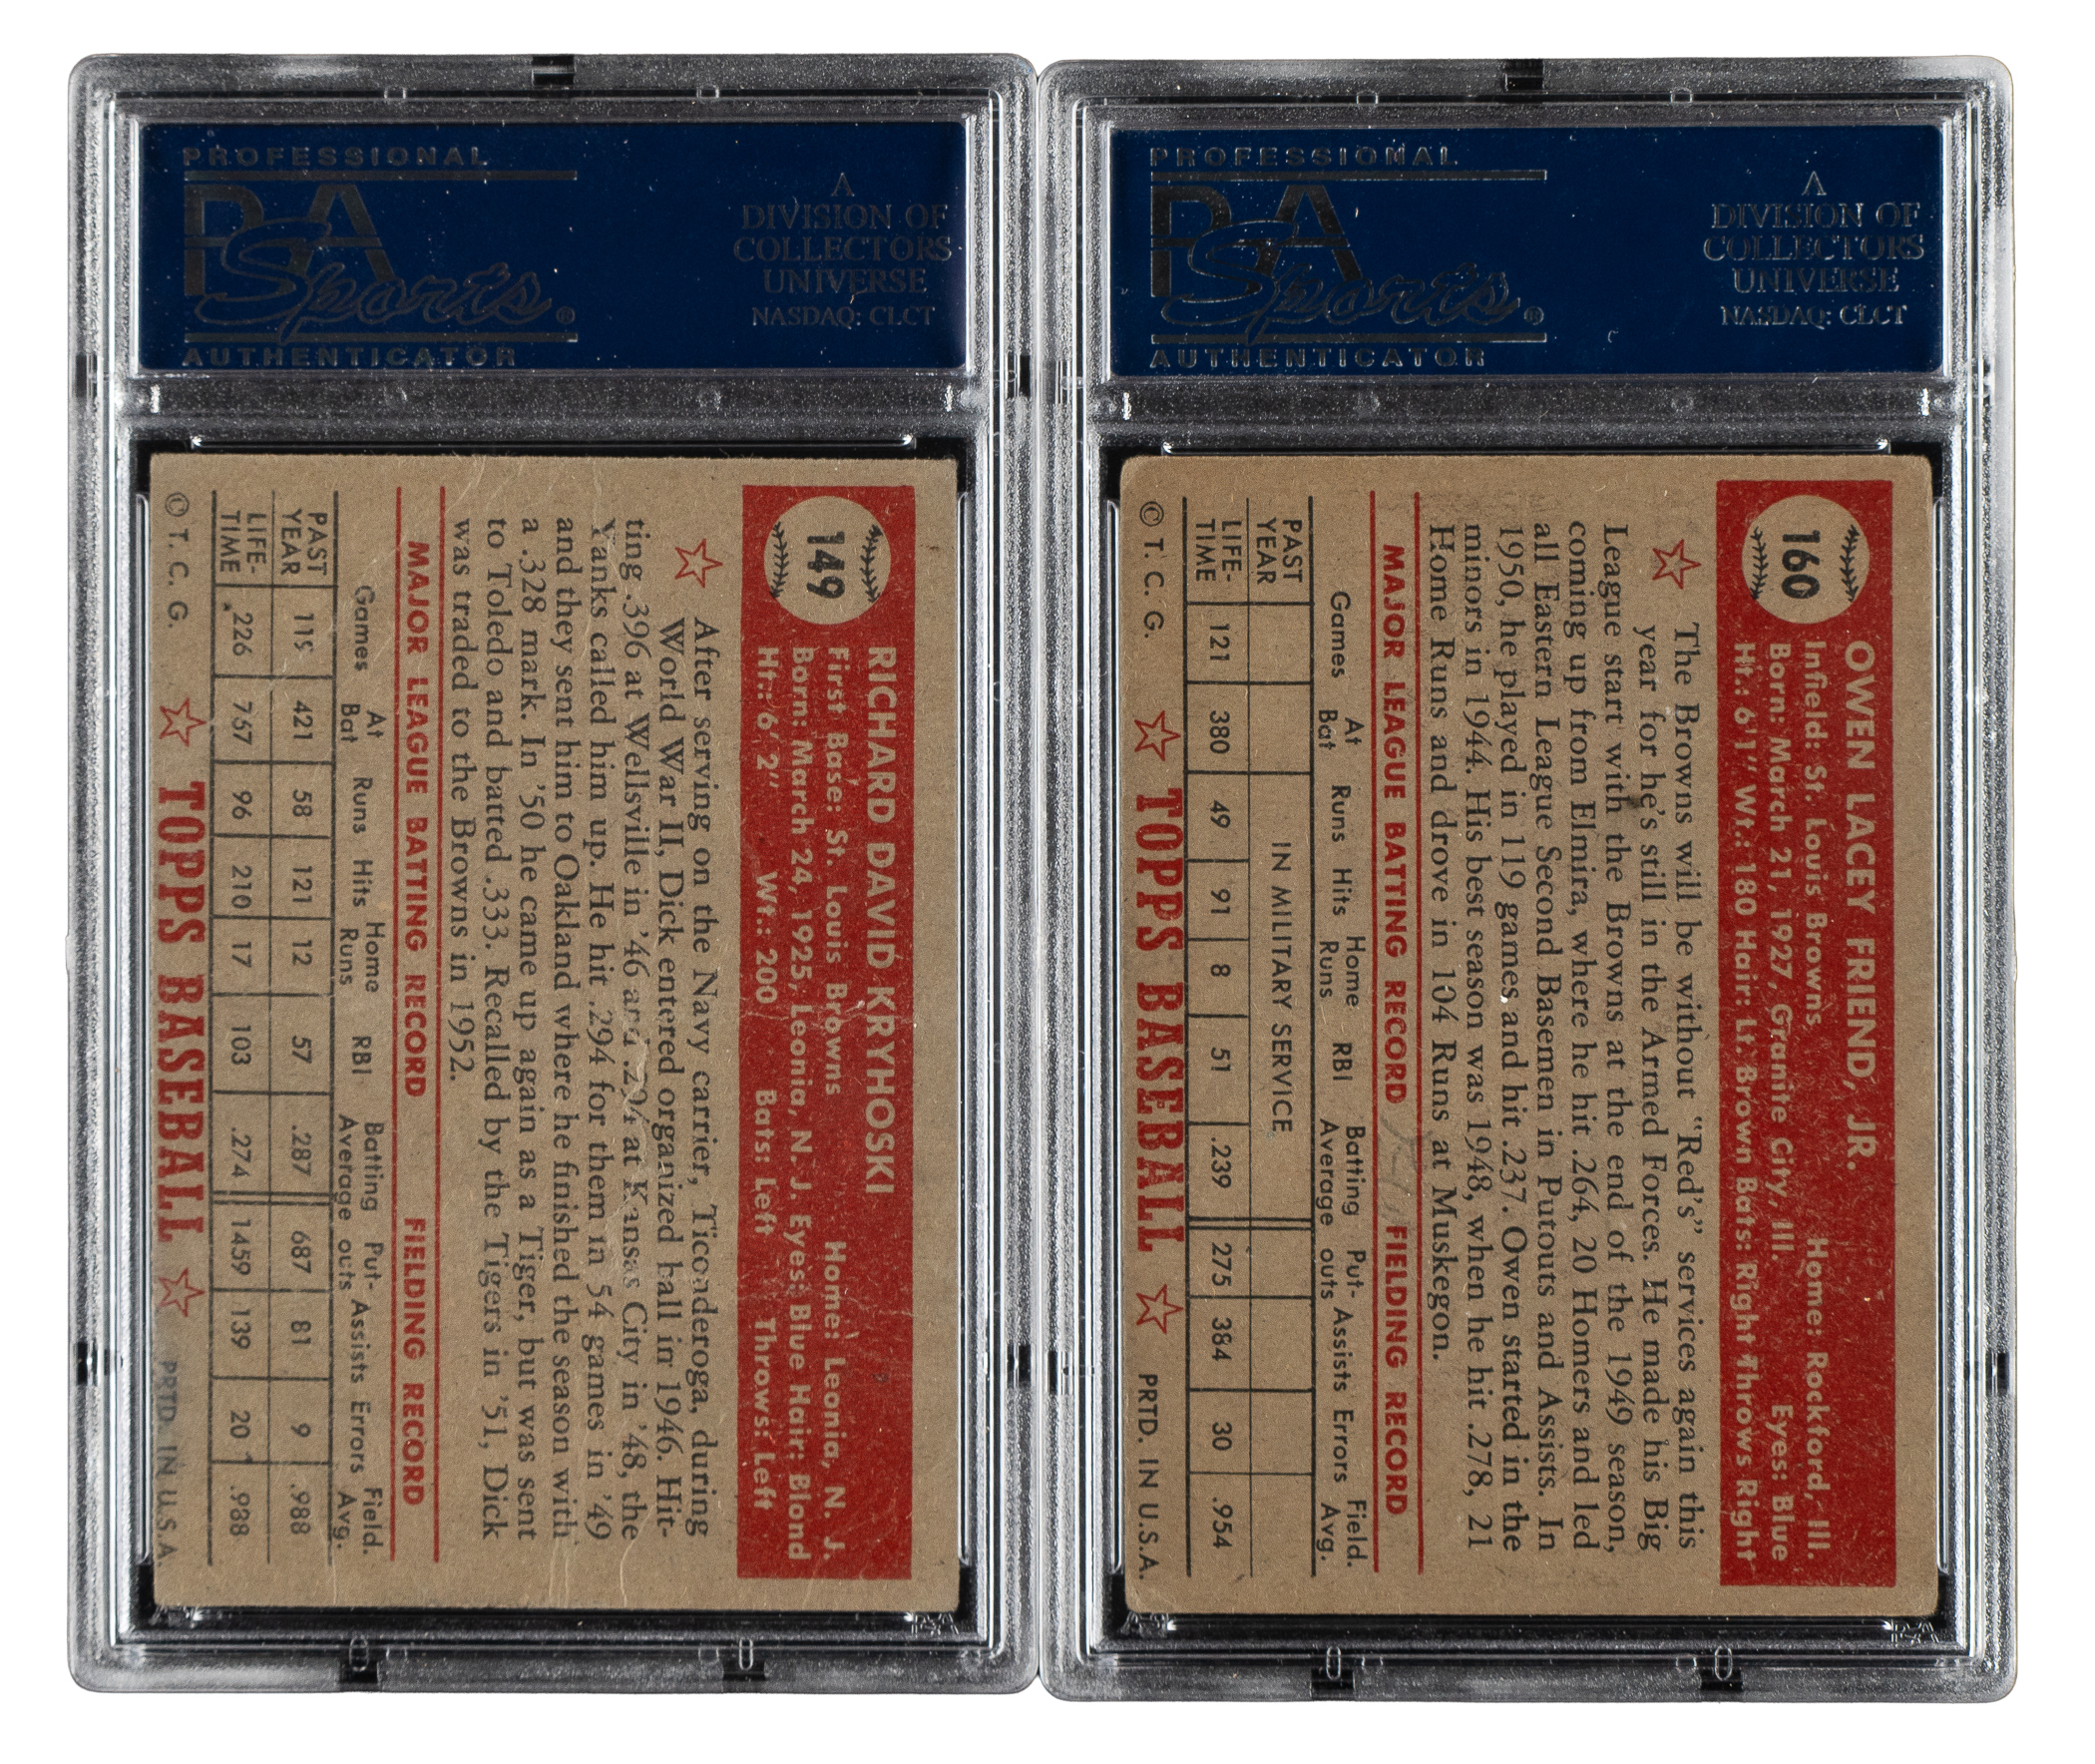 PROFESSIONAL
PSA
Sports®
AUTHENTICATOR
A
DIVISION OF
COLLECTORS
UNIVERSE
NASDAQ: CLCT
149
RICHARD DAVID KRYHOSKI
First Base: St. Louis Browns Home: Leonia, N. J.
Born: March 24, 1925, Leonia, N. J. Eyes: Blue Hair: Blond
Ht.: 6' 2" Wt.: 200 Bats: Left Throws: Left
After serving on the Navy carrier, Ticonderoga, during
World War II, Dick entered organized ball in 1946. Hit-
ting .396 at Wellsville in '46 and .294 at Kansas City in '48, the
Yanks called him up. He hit .294 for them in 54 games in '49
and they sent him to Oakland where he finished the season with
a .328 mark. In '50 he came up again as a Tiger, but was sent
to Toledo and batted .333. Recalled by the Tigers in '51, Dick
was traded to the Browns in 1952.
MAJOR LEAGUE BATTING RECORD FIELDING RECORD
Games At Bat Runs Hits Home Runs RBI Batting Average Put-outs Assists Errors Field. Avg.
PAST YEAR 119 421 58 121 12 57 .287 687 81 9 .988
LIFE-TIME 226 767 96 210 17 103 .274 1459 139 20 .988
© T. C. G. TOPPS BASEBALL PRTD. IN U.S.A.
PROFESSIONAL
PSA
Sports®
AUTHENTICATOR
A
DIVISION OF
COLLECTORS
UNIVERSE
NASDAQ: CLCT
160
OWEN LACEY FRIEND, JR.
Infield: St. Louis Browns Home: Rockford, Ill.
Born: March 21, 1927, Granite City, Ill. Eyes: Blue
Ht.: 6'1" Wt.: 180 Hair: Lt. Brown Bats: Right Throws Right
The Browns will be without "Red's" services again this
year for he's still in the Armed Forces. He made his Big
League start with the Browns at the end of the 1949 season,
coming up from Elmira, where he hit .264, 20 Homers and led
all Eastern League Second Basemen in Putouts and Assists. In
1950, he played in 119 games, and hit .237. Owen started in the
minors in 1944. His best season was 1948, when he hit .278, 21
Home Runs and drove in 104 Runs at Muskegon.
MAJOR LEAGUE BATTING RECORD FIELDING RECORD
Games At Bat Runs Hits Home Runs RBI Batting Average Put-outs Assists Errors Field. Avg.
PAST YEAR IN MILITARY SERVICE
LIFE-TIME 121 380 49 91 8 51 .239 275 384 30 .954
© T. C. G. TOPPS BASEBALL PRTD. IN U.S.A.